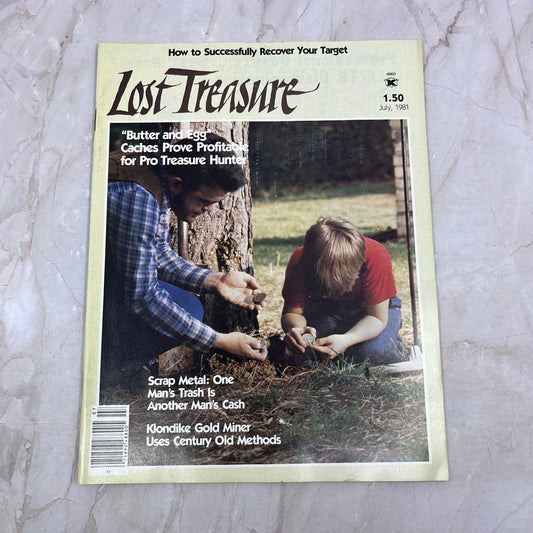 How to Successfully Recover Your Target
Lost Treasure
1.50
July, 1981
"Butter and Egg"
Caches Prove Profitable
for Pro Treasure Hunter
Scrap Metal: One
Man's Trash Is
Another Man's Cash
Klondike Gold Miner
Uses Century Old Methods
07